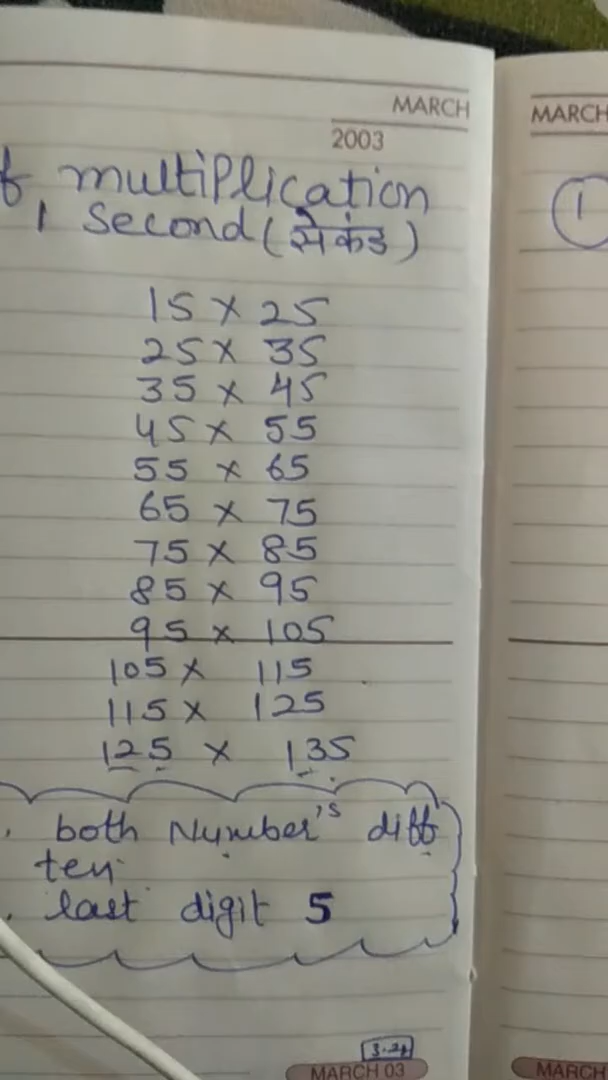 MARCH
2003
MARCH
f multiplication
1 second (सेकंड)
1
15 × 25
25 × 35
35 × 45
45 × 55
55 × 65
65 × 75
75 × 85
85 × 95
95 × 105
105 × 115
115 × 125
125 × 135
both Number's diff
ten
last digit 5
MARCH 03
MARCH